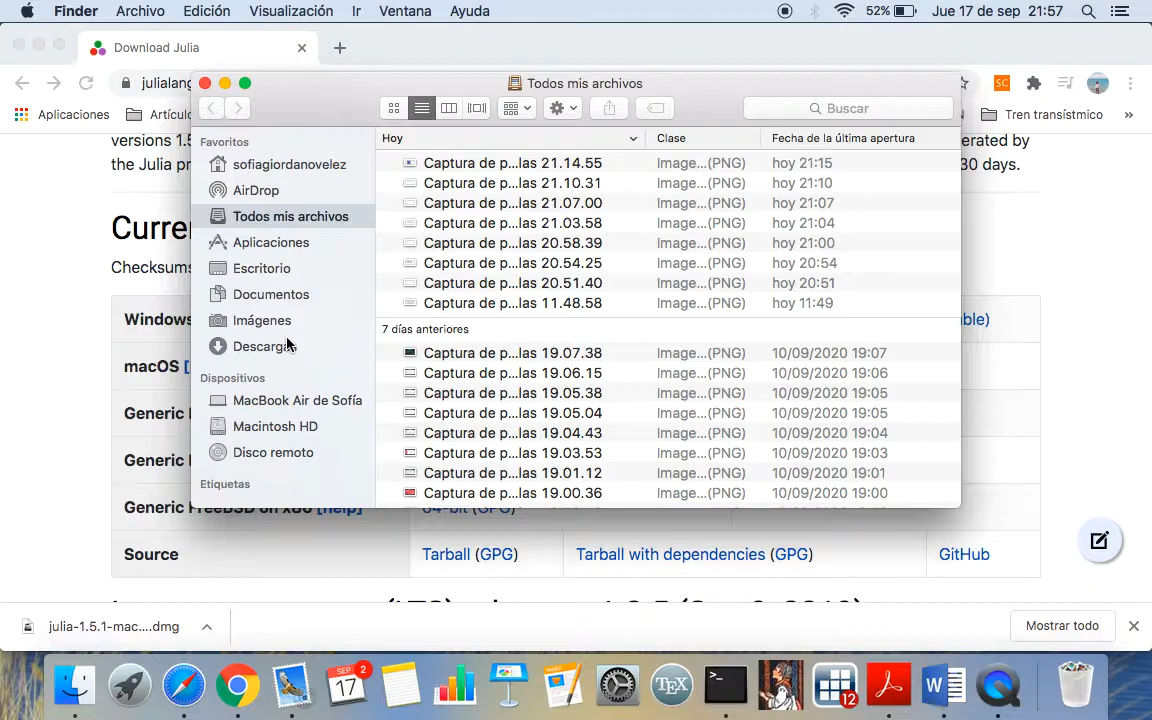 Finder Archivo Edición Visualización Ir Ventana Ayuda 52% Jue 17 de sep 21:57
Download Julia
julialang
SC
Aplicaciones Artícul Tren transístmico »
versions 1.5 erated by
the Julia pr 30 days.
Todos mis archivos
Buscar
Favoritos
sofiagiordanovelez
AirDrop
Todos mis archivos
Aplicaciones
Escritorio
Documentos
Imágenes
Descargas
Dispositivos
MacBook Air de Sofía
Macintosh HD
Disco remoto
Etiquetas
Hoy Clase Fecha de la última apertura
Captura de p...las 21.14.55 Image...(PNG) hoy 21:15
Captura de p...las 21.10.31 Image...(PNG) hoy 21:10
Captura de p...las 21.07.00 Image...(PNG) hoy 21:07
Captura de p...las 21.03.58 Image...(PNG) hoy 21:04
Captura de p...las 20.58.39 Image...(PNG) hoy 21:00
Captura de p...las 20.54.25 Image...(PNG) hoy 20:54
Captura de p...las 20.51.40 Image...(PNG) hoy 20:51
Captura de p...las 11.48.58 Image...(PNG) hoy 11:49
7 días anteriores
Captura de p...las 19.07.38 Image...(PNG) 10/09/2020 19:07
Captura de p...las 19.06.15 Image...(PNG) 10/09/2020 19:06
Captura de p...las 19.05.38 Image...(PNG) 10/09/2020 19:05
Captura de p...las 19.05.04 Image...(PNG) 10/09/2020 19:05
Captura de p...las 19.04.43 Image...(PNG) 10/09/2020 19:04
Captura de p...las 19.03.53 Image...(PNG) 10/09/2020 19:03
Captura de p...las 19.01.12 Image...(PNG) 10/09/2020 19:01
Captura de p...las 19.00.36 Image...(PNG) 10/09/2020 19:00
Curre
Checksums
Windows ble)
macOS [
Generic
Generic
Generic FreeBSD on x86 [help] 64-bit (GPG)
Source Tarball (GPG) Tarball with dependencies (GPG) GitHub
julia-1.5.1-mac....dmg Mostrar todo
SEP 2
17
TEX
12
W